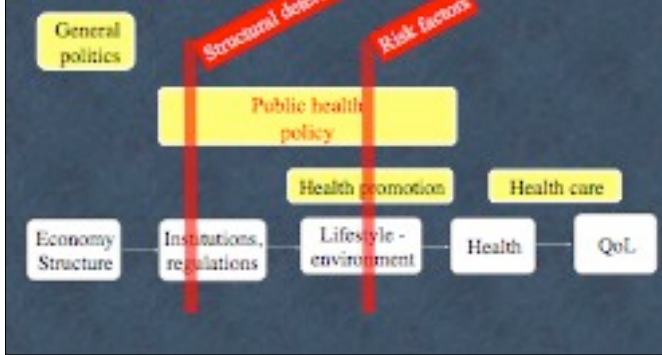 General
politics
Structural
Risk factors
Public health
policy
Health promotion
Health care
Economy
Structure
Institutions,
regulations
Lifestyle -
environment
Health
QoL